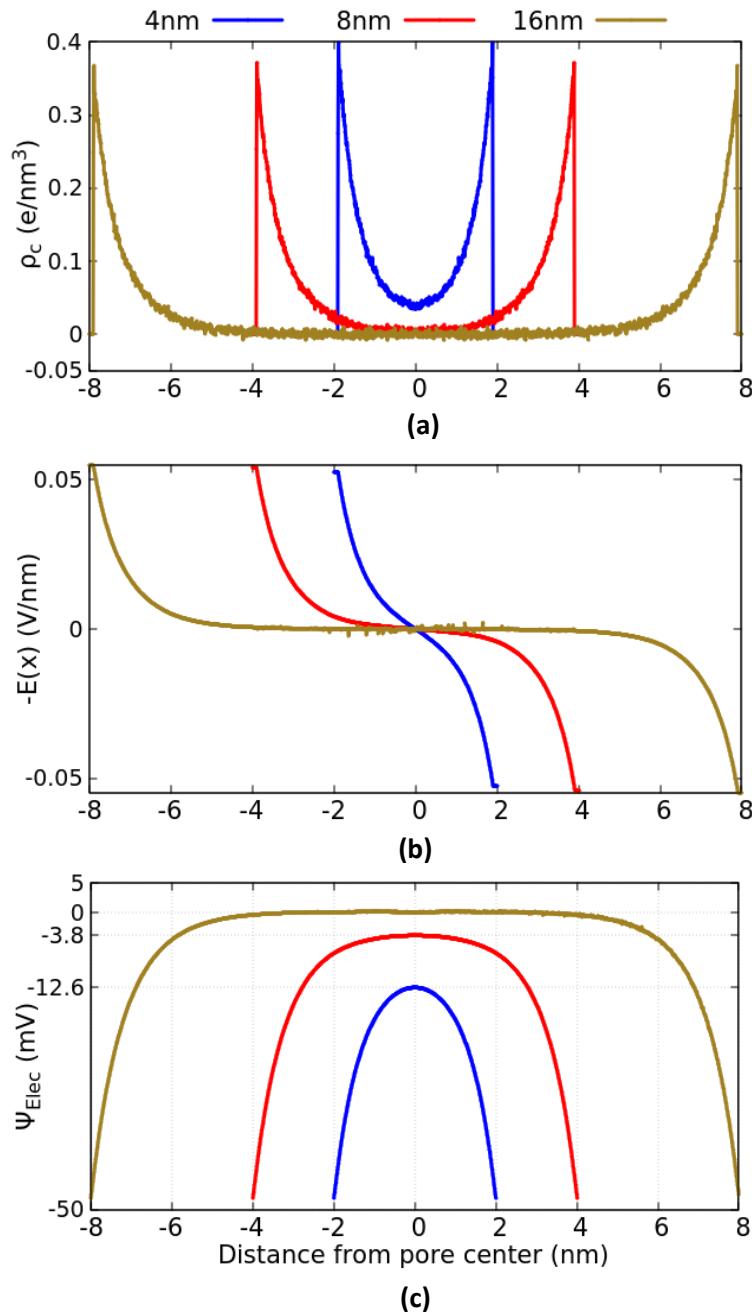 4nm 8nm 16nm
0.4
0.3
0.2
0.1
0
-0.05
ρc (e/nm³)
-8 -6 -4 -2 0 2 4 6 8
(a)
0.05
0
-0.05
-E(x) (V/nm)
-8 -6 -4 -2 0 2 4 6 8
(b)
5
0
-3.8
-12.6
-50
ΨElec (mV)
-8 -6 -4 -2 0 2 4 6 8
Distance from pore center (nm)
(c)